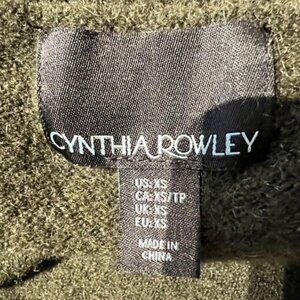 CYNTHIA ROWLEY
US:XS
CA:XS/TP
UK:XS
EU:XS
MADE IN
CHINA